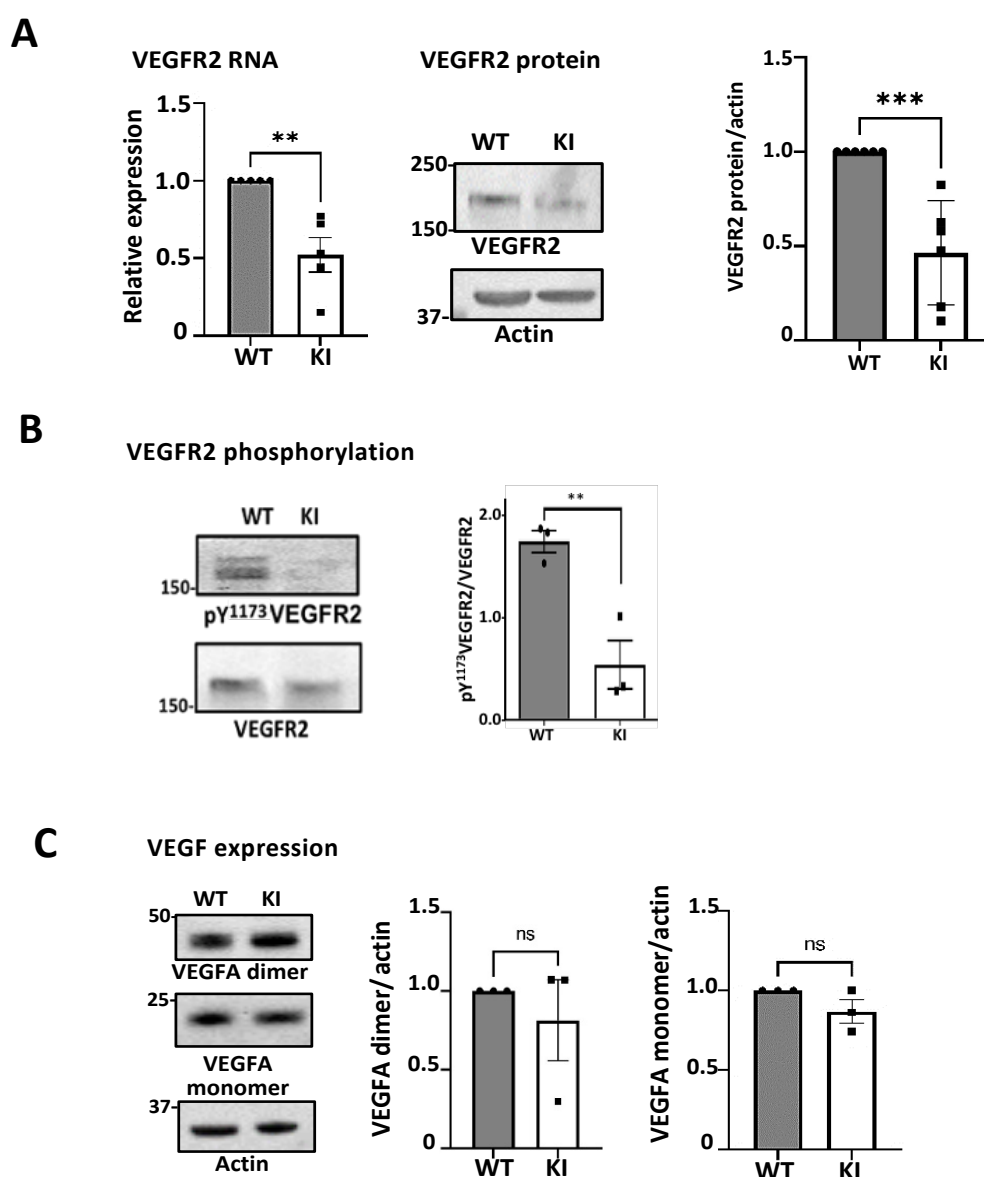 A
VEGFR2 RNA
Relative expression
1.5
1.0
0.5
0
**
WT KI
VEGFR2 protein
WT KI
250
150
VEGFR2
37
Actin
VEGFR2 protein/actin
1.5
1.0
0.5
0
***
WT KI
B
VEGFR2 phosphorylation
WT KI
150
pY1173VEGFR2
150
VEGFR2
pY1173VEGFR2/VEGFR2
2.0
1.0
0.0
**
WT KI
C
VEGF expression
WT KI
50
VEGFA dimer
25
VEGFA
monomer
37
Actin
VEGFA dimer/ actin
1.5
1.0
0.5
0
ns
WT KI
VEGFA monomer/actin
1.5
1.0
0.5
0
ns
WT KI